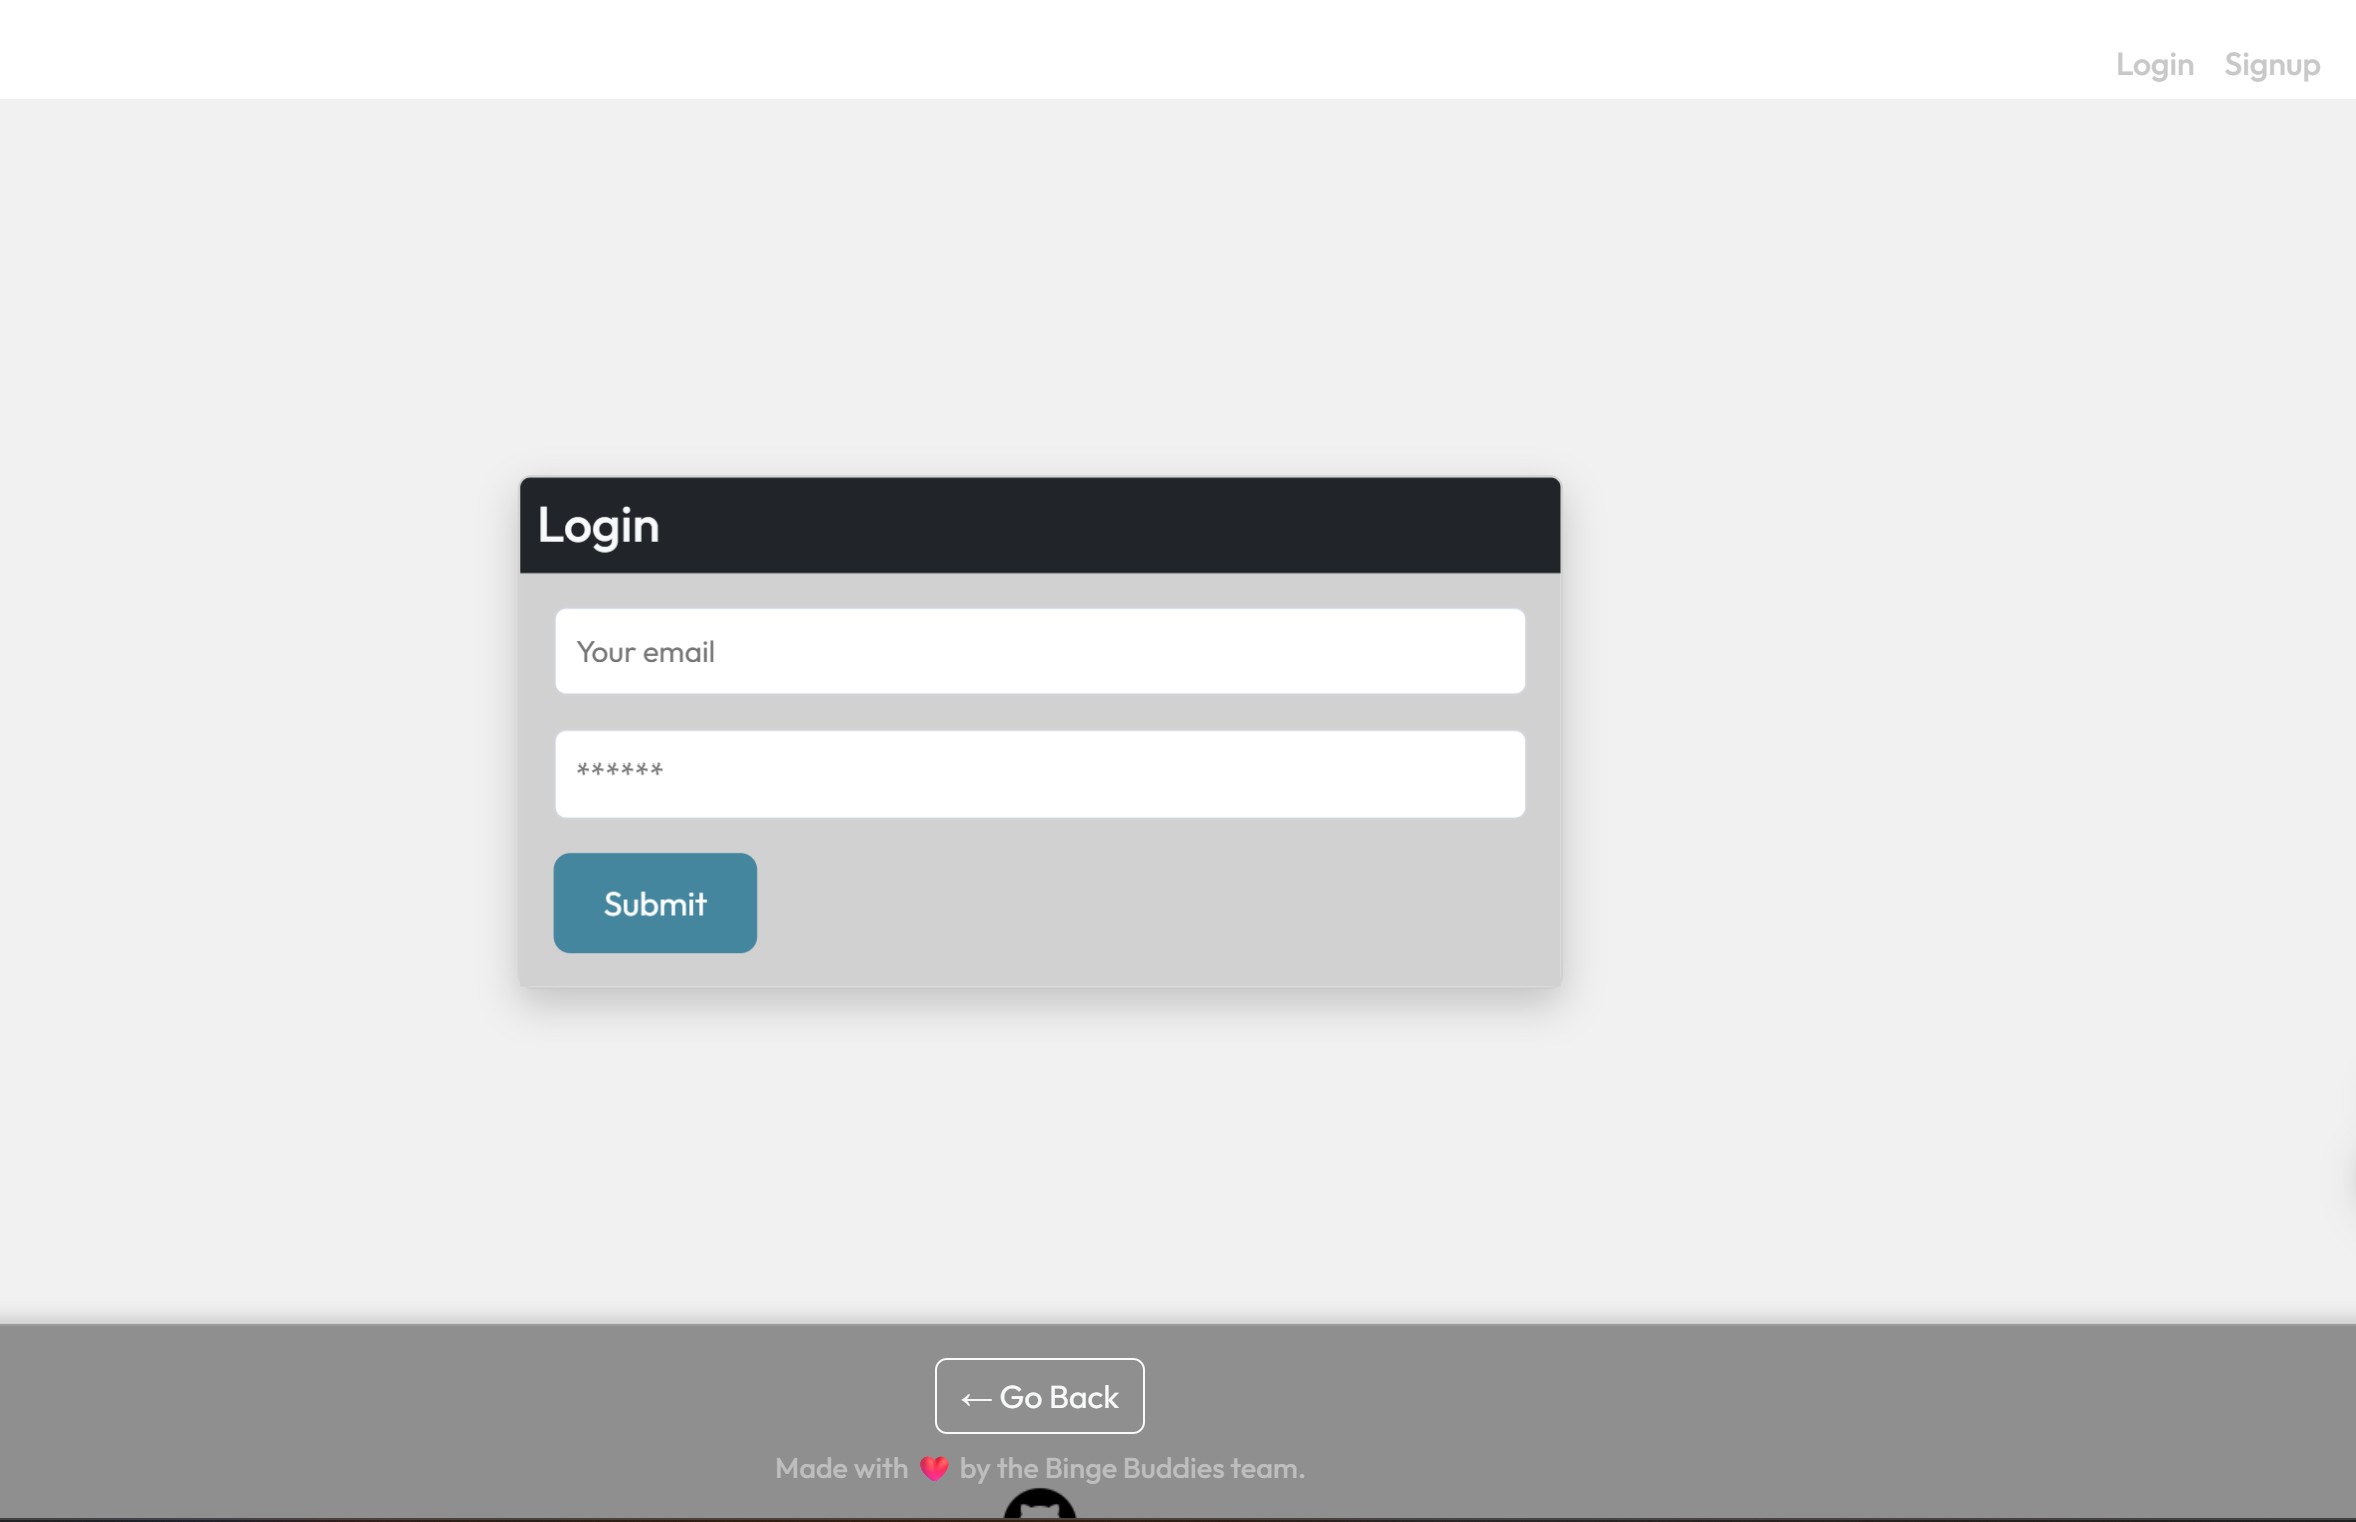 Login Signup
Login
Your email
******
Submit
← Go Back
Made with ❤️ by the Binge Buddies team.